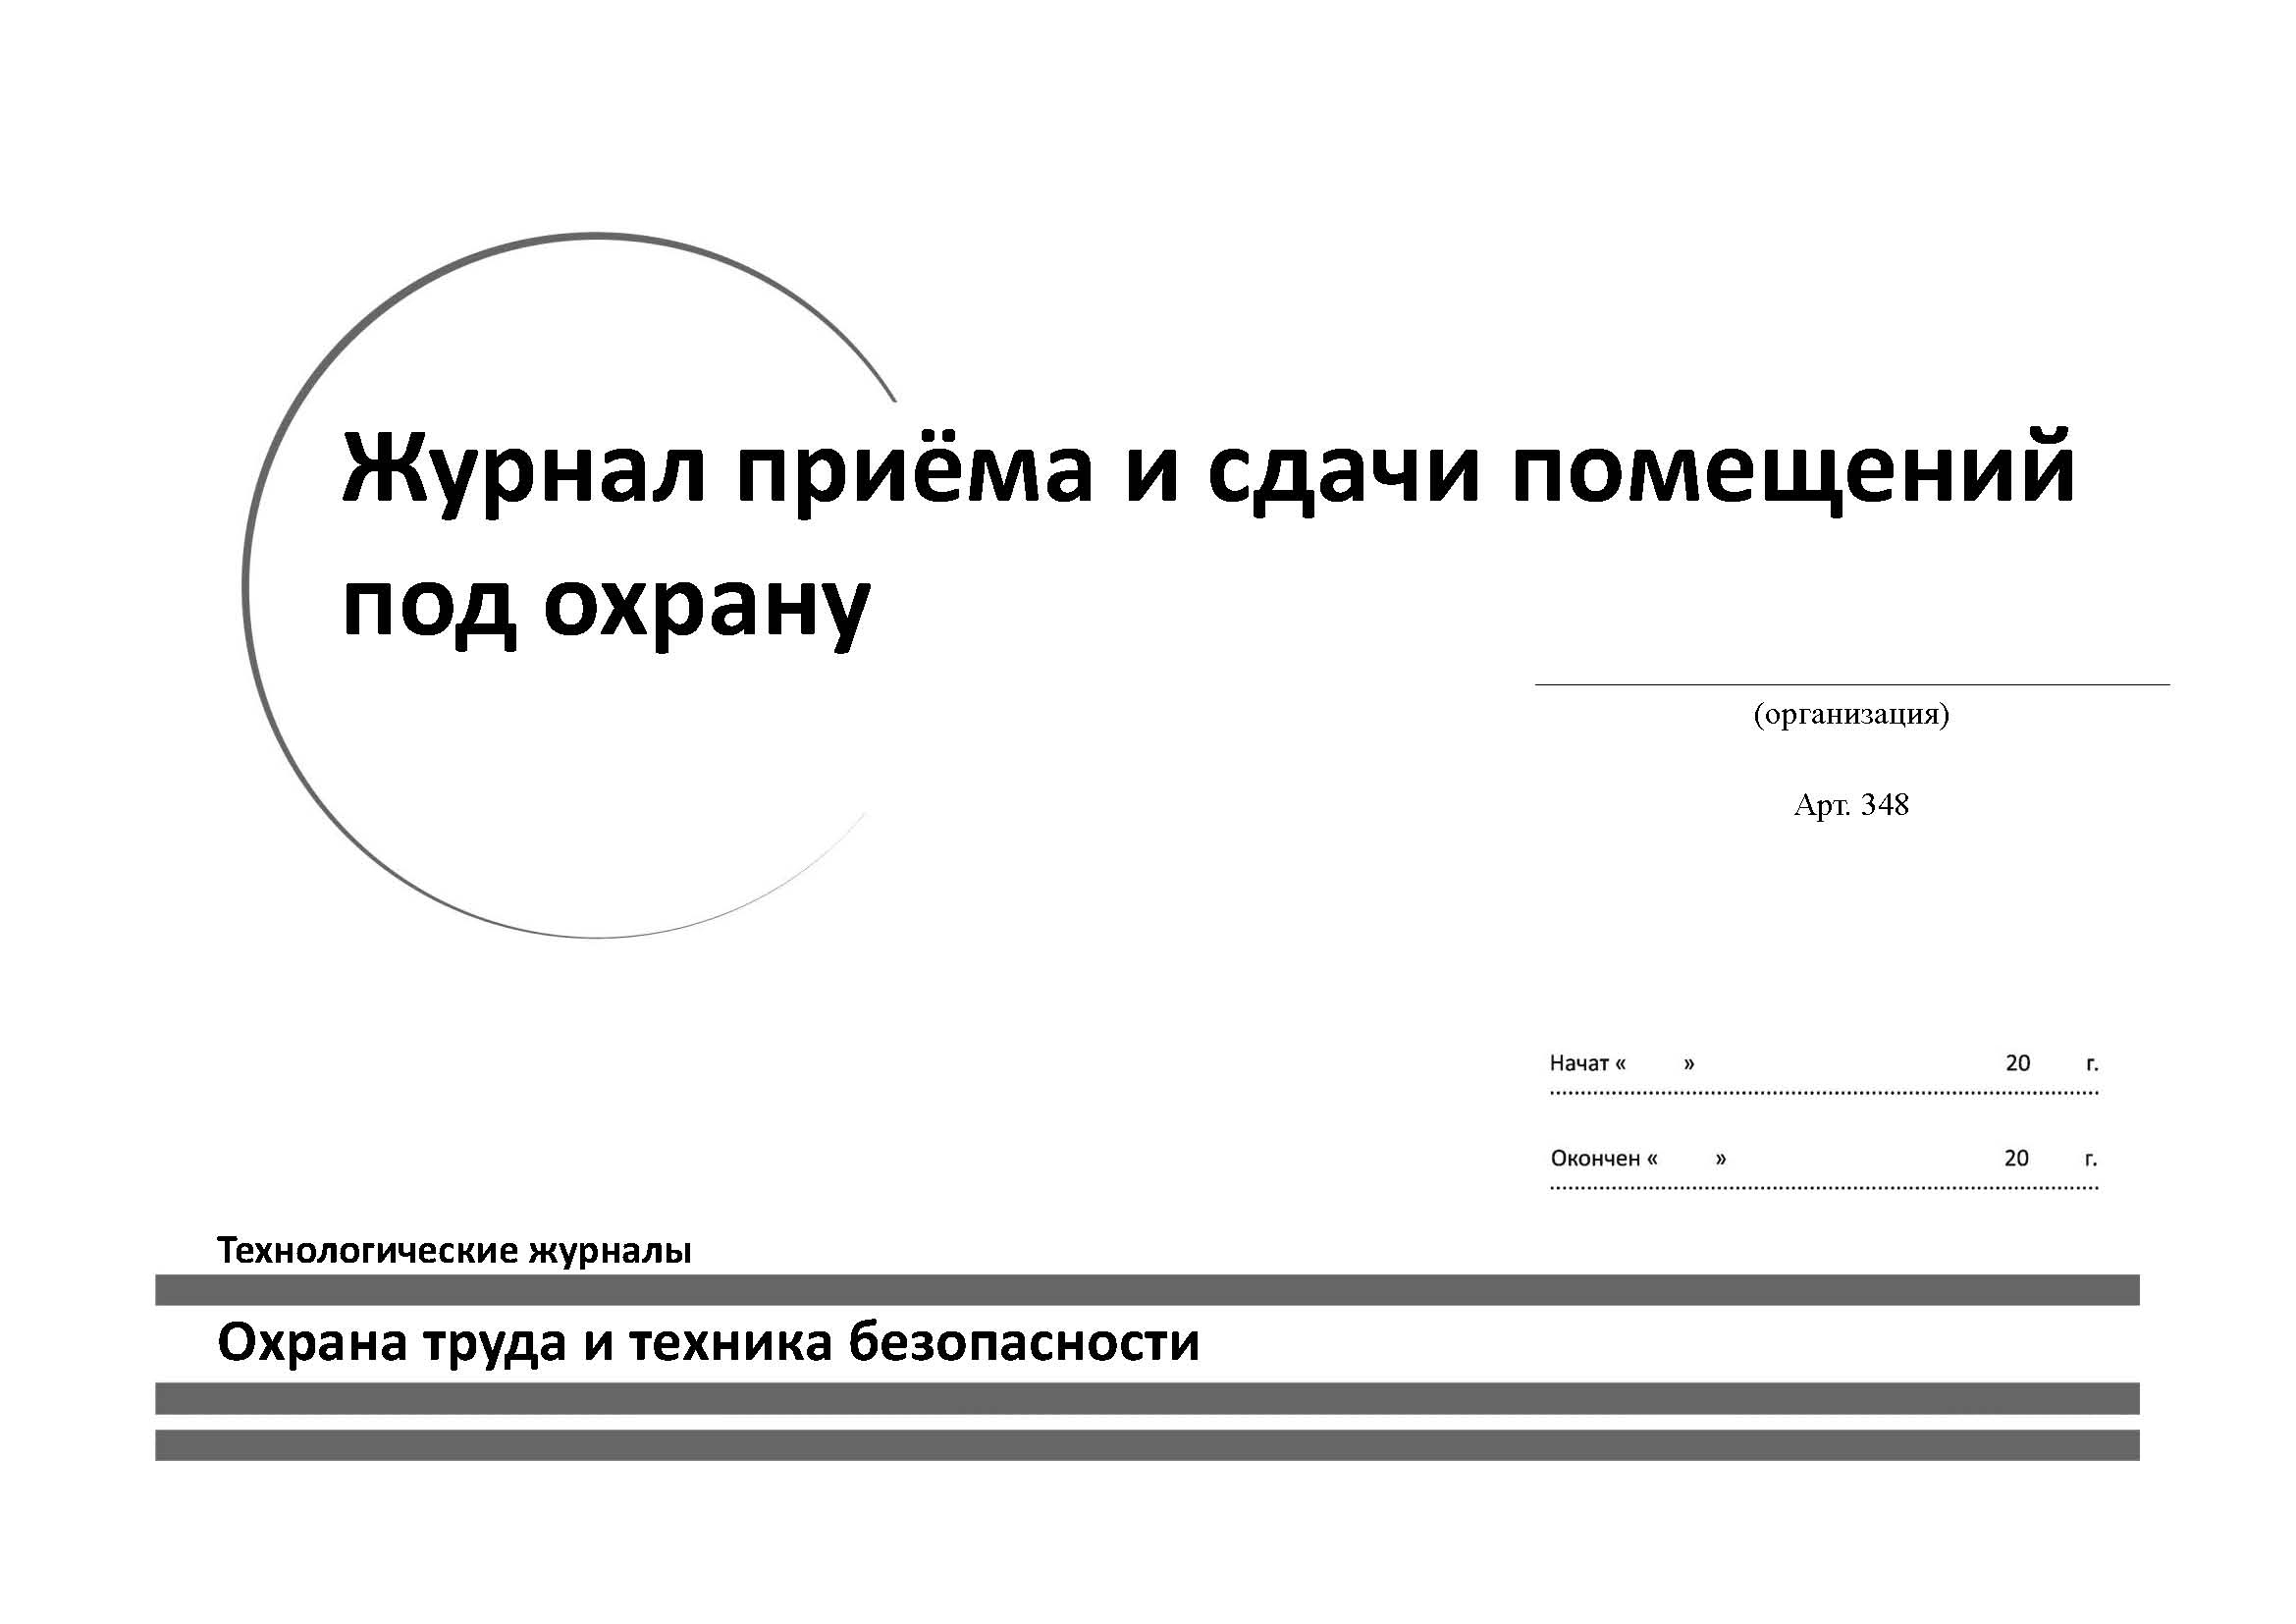 Журнал приёма и сдачи помещений
под охрану
(организация)
Арт. 348
Начат « » 20 г.
Окончен « » 20 г.
Технологические журналы
Охрана труда и техника безопасности